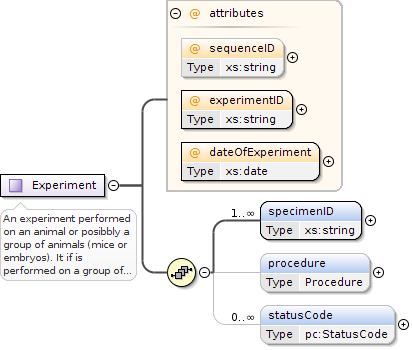 @ attributes
@ sequenceID
Type xs:string
@ experimentID
Type xs:string
@ dateOfExperiment
Type xs:date
Experiment
An experiment performed
on an animal or posibbly a
group of animals (mice or
embryos). It if is
performed on a group of...
1..∞
specimenID
Type xs:string
procedure
Type Procedure
0..∞
statusCode
Type pc:StatusCode